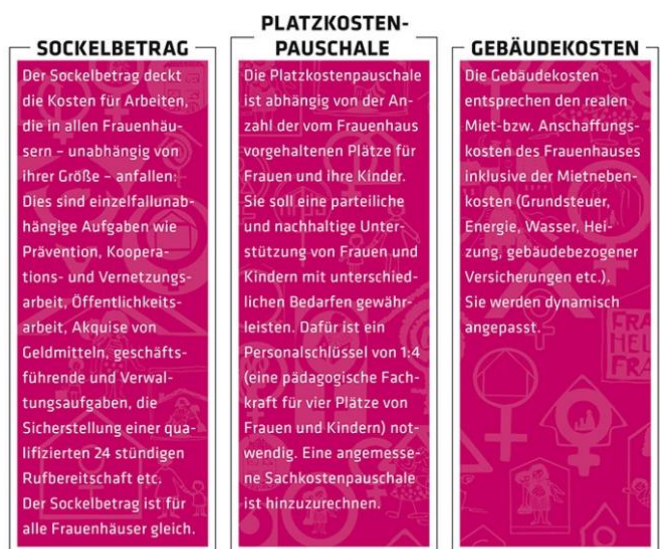 SOCKELBETRAG
Der Sockelbetrag deckt
die Kosten für Arbeiten,
die in allen Frauenhäu-
sern – unabhängig von
ihrer Größe – anfallen:
Dies sind einzelfallunab-
hängige Aufgaben wie
Prävention, Koopera-
tions- und Vernetzungs-
arbeit, Öffentlichkeits-
arbeit, Akquise von
Geldmitteln, geschäfts-
führende und Verwal-
tungsaufgaben, die
Sicherstellung einer qua-
lifizierten 24 stündigen
Rufbereitschaft etc.
Der Sockelbetrag ist für
alle Frauenhäuser gleich.
PLATZKOSTEN-
PAUSCHALE
Die Platzkostenpauschale
ist abhängig von der An-
zahl der vom Frauenhaus
vorgehaltenen Plätze für
Frauen und ihre Kinder.
Sie soll eine parteiliche
und nachhaltige Unter-
stützung von Frauen und
Kindern mit unterschied-
lichen Bedarfen gewähr-
leisten. Dafür ist ein
Personalschlüssel von 1:4
(eine pädagogische Fach-
kraft für vier Plätze von
Frauen und Kindern) not-
wendig. Eine angemesse-
ne Sachkostenpauschale
ist hinzuzurechnen.
GEBÄUDEKOSTEN
Die Gebäudekosten
entsprechen den realen
Miet-bzw. Anschaffungs-
kosten des Frauenhauses
inklusive der Mietneben-
kosten (Grundsteuer,
Energie, Wasser, Hei-
zung, gebäudebezogener
Versicherungen etc.).
Sie werden dynamisch
angepasst.